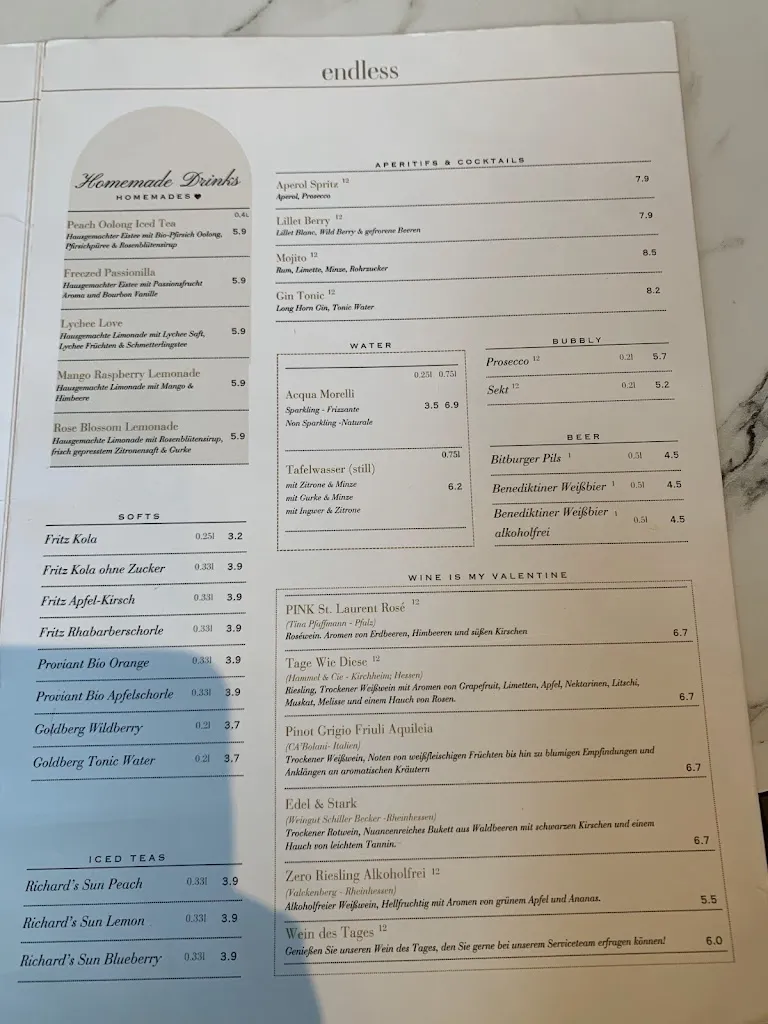 endless
Homemade Drinks
HOMEMADES♥
0,4L
Peach Oolong Iced Tea
Hausgemachter Eistee mit Bio-Pfirsich Oolong, 5.9
Pfirsichpüree & Rosenblütensirup
Freezed Passionilla
Hausgemachter Eistee mit Passionsfrucht 5.9
Aroma und Bourbon Vanille
Lychee Love
Hausgemachte Limonade mit Lychee Saft, 5.9
Lychee Früchten & Schmetterlingstee
Mango Raspberry Lemonade
Hausgemachte Limonade mit Mango & 5.9
Himbeere
Rose Blossom Lemonade
Hausgemachte Limonade mit Rosenblütensirup, 5.9
frisch gepresstem Zitronensaft & Gurke
SOFTS
Fritz Kola 0.25l 3.2
Fritz Kola ohne Zucker 0.33l 3.9
Fritz Apfel-Kirsch 0.33l 3.9
Fritz Rhabarberschorle 0.33l 3.9
Proviant Bio Orange 0.33l 3.9
Proviant Bio Apfelschorle 0.33l 3.9
Goldberg Wildberry 0.2l 3.7
Goldberg Tonic Water 0.2l 3.7
ICED TEAS
Richard's Sun Peach 0.33l 3.9
Richard's Sun Lemon 0.33l 3.9
Richard's Sun Blueberry 0.33l 3.9
APERITIFS & COCKTAILS
Aperol Spritz 12 7.9
Aperol, Prosecco
Lillet Berry 12 7.9
Lillet Blanc, Wild Berry & gefrorene Beeren
Mojito 12 8.5
Rum, Limette, Minze, Rohrzucker
Gin Tonic 12 8.2
Long Horn Gin, Tonic Water
WATER
0.25l 0.75l
Acqua Morelli
Sparkling - Frizzante 3.5 6.9
Non Sparkling -Naturale
0.75l
Tafelwasser (still)
mit Zitrone & Minze 6.2
mit Gurke & Minze
mit Ingwer & Zitrone
BUBBLY
Prosecco 12 0.2l 5.7
Sekt 12 0.2l 5.2
BEER
Bitburger Pils 1 0.5l 4.5
Benediktiner Weißbier 1 0.5l 4.5
Benediktiner Weißbier 1 0.5l 4.5
alkoholfrei
WINE IS MY VALENTINE
PINK St. Laurent Rosé 12
(Tina Pfaffmann - Pfalz)
Roséwein. Aromen von Erdbeeren, Himbeeren und süßen Kirschen 6.7
Tage Wie Diese 12
(Hammel & Cie - Kirchheim; Hessen)
Riesling, Trockener Weißwein mit Aromen von Grapefruit, Limetten, Apfel, Nektarinen, Litschi,
Muskat, Melisse und einem Hauch von Rosen. 6.7
Pinot Grigio Friuli Aquileia
(CA'Bolani- Italien)
Trockener Weißwein, Noten von weißfleischigen Früchten bis hin zu blumigen Empfindungen und
Anklängen an aromatischen Kräutern 6.7
Edel & Stark
(Weingut Schiller Becker -Rheinhessen)
Trockener Rotwein, Nuancenreiches Bukett aus Waldbeeren mit schwarzen Kirschen und einem
Hauch von leichtem Tannin. 6.7
Zero Riesling Alkoholfrei 12
(Valckenberg - Rheinhessen)
Alkoholfreier Weißwein, Hellfruchtig mit Aromen von grünem Apfel und Ananas. 5.5
Wein des Tages 12
Genießen Sie unseren Wein des Tages, den Sie gerne bei unserem Serviceteam erfragen können! 6.0